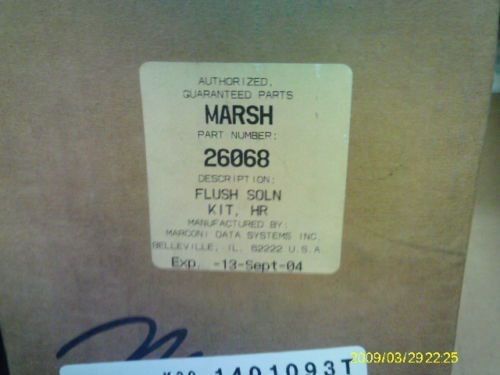 AUTHORIZED,
GUARANTEED PARTS
MARSH
PART NUMBER:
26068
DESCRIPTION:
FLUSH SOLN
KIT, HR
MANUFACTURED BY:
MARCONI DATA SYSTEMS INC.
BELLEVILLE, IL. 62222 U.S.A.
Exp. -13-Sept-04
1401093T
2009/03/29 22:25